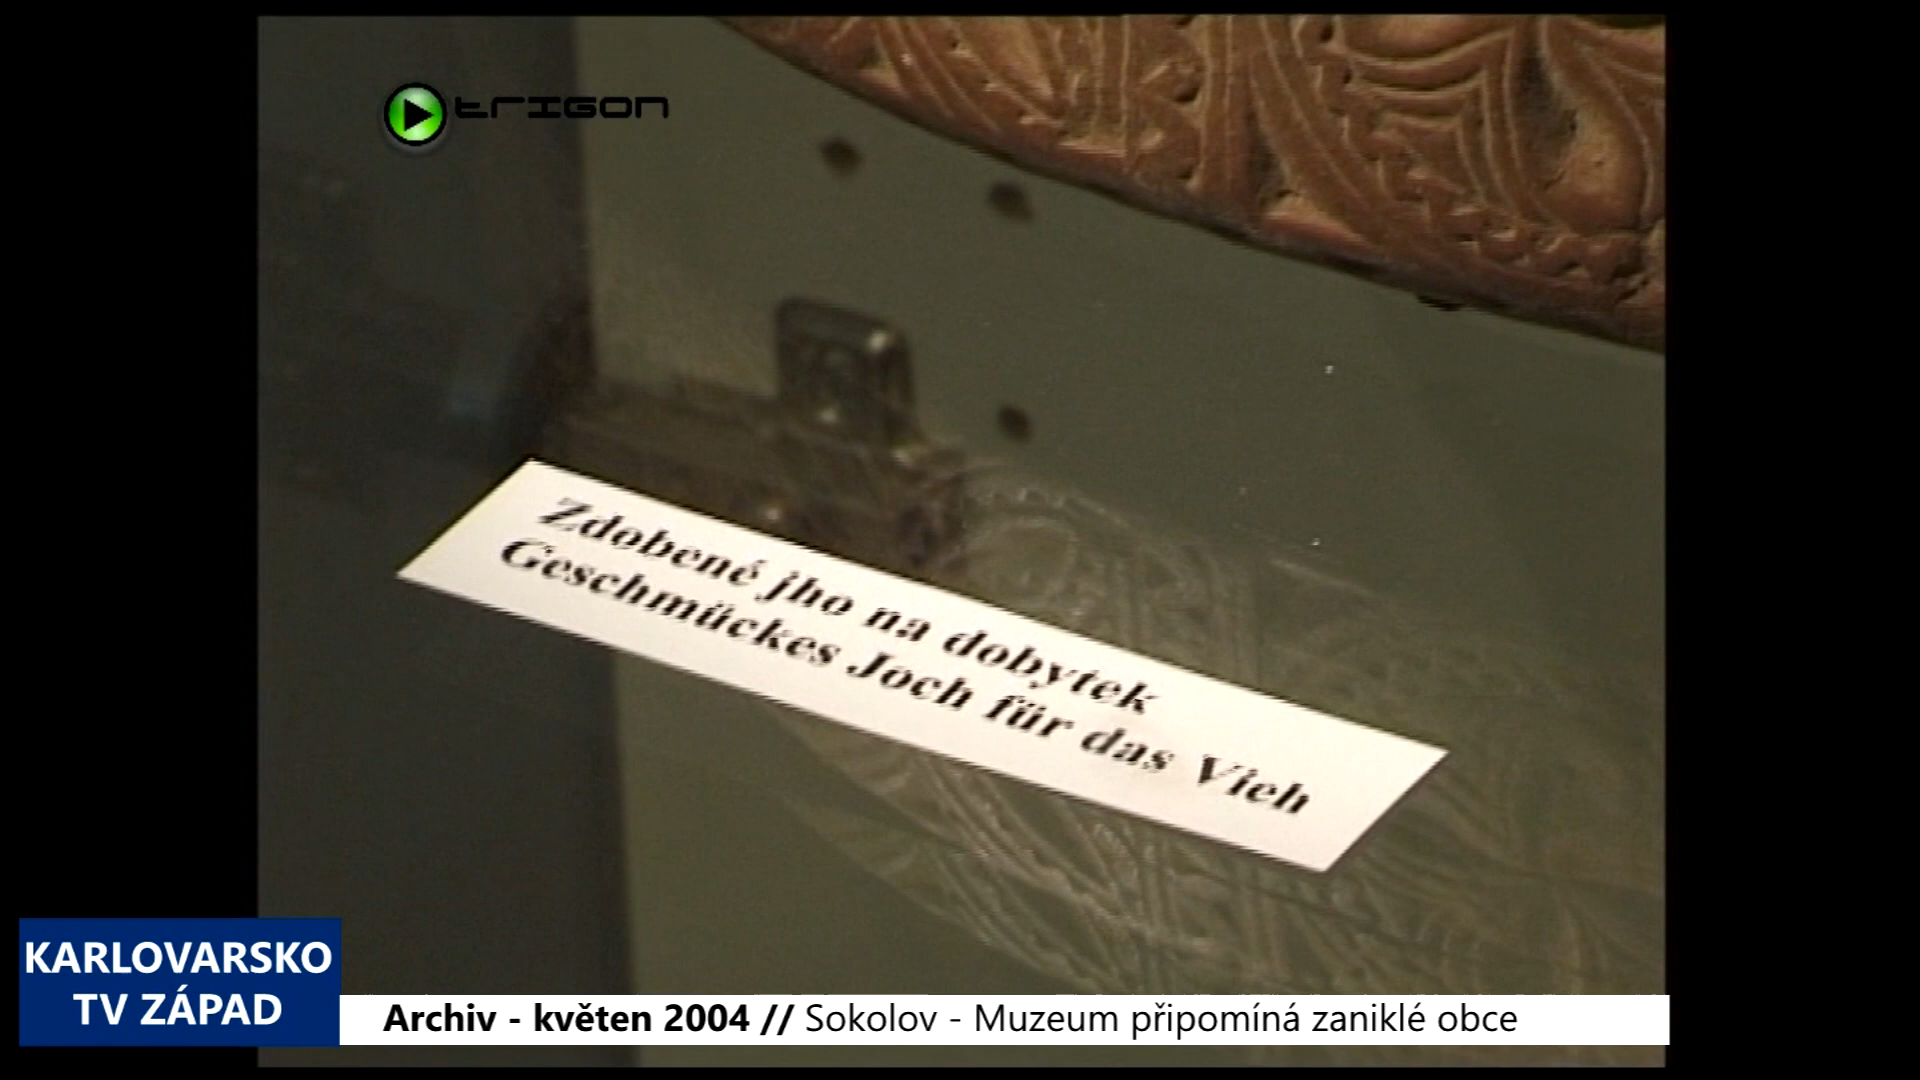 trigon
Zdobené jho na dobytek
Geschmückes Joch für das Vieh
KARLOVARSKO
TV ZÁPAD
Archiv - květen 2004 // Sokolov - Muzeum připomíná zaniklé obce